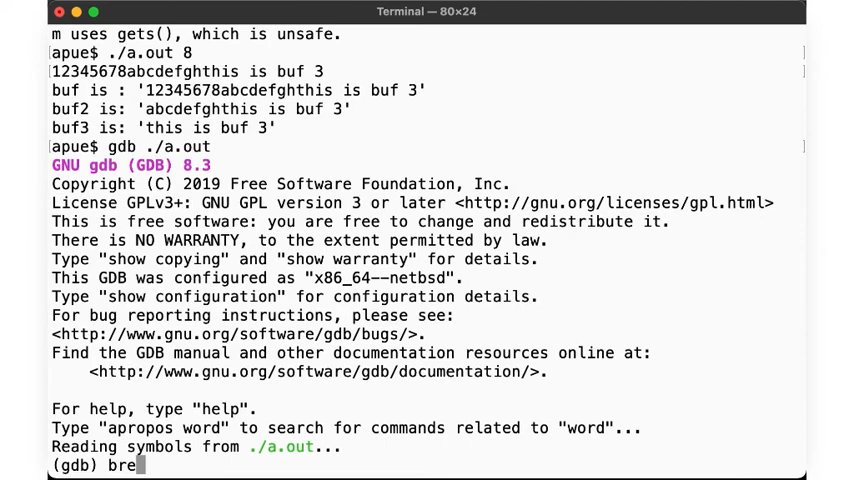 Terminal — 80×24
m uses gets(), which is unsafe.
apue$ ./a.out 8
12345678abcdefghthis is buf 3
buf is : '12345678abcdefghthis is buf 3'
buf2 is: 'abcdefghthis is buf 3'
buf3 is: 'this is buf 3'
apue$ gdb ./a.out
GNU gdb (GDB) 8.3
Copyright (C) 2019 Free Software Foundation, Inc.
License GPLv3+: GNU GPL version 3 or later <http://gnu.org/licenses/gpl.html>
This is free software: you are free to change and redistribute it.
There is NO WARRANTY, to the extent permitted by law.
Type "show copying" and "show warranty" for details.
This GDB was configured as "x86_64--netbsd".
Type "show configuration" for configuration details.
For bug reporting instructions, please see:
<http://www.gnu.org/software/gdb/bugs/>.
Find the GDB manual and other documentation resources online at:
    <http://www.gnu.org/software/gdb/documentation/>.
For help, type "help".
Type "apropos word" to search for commands related to "word"...
Reading symbols from ./a.out...
(gdb) bre